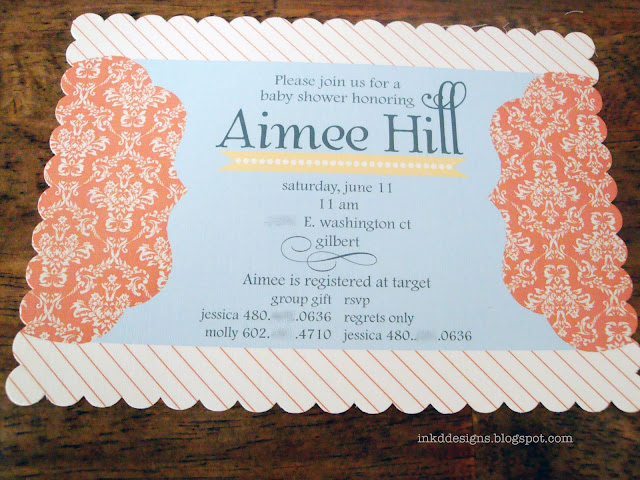 Please join us for a
baby shower honoring
Aimee Hill
saturday, june 11
11 am
E. washington ct
gilbert
Aimee is registered at target
group gift rsvp
jessica 480. .0636 regrets only
molly 602. .4710 jessica 480. .0636
inkddesigns.blogspot.com